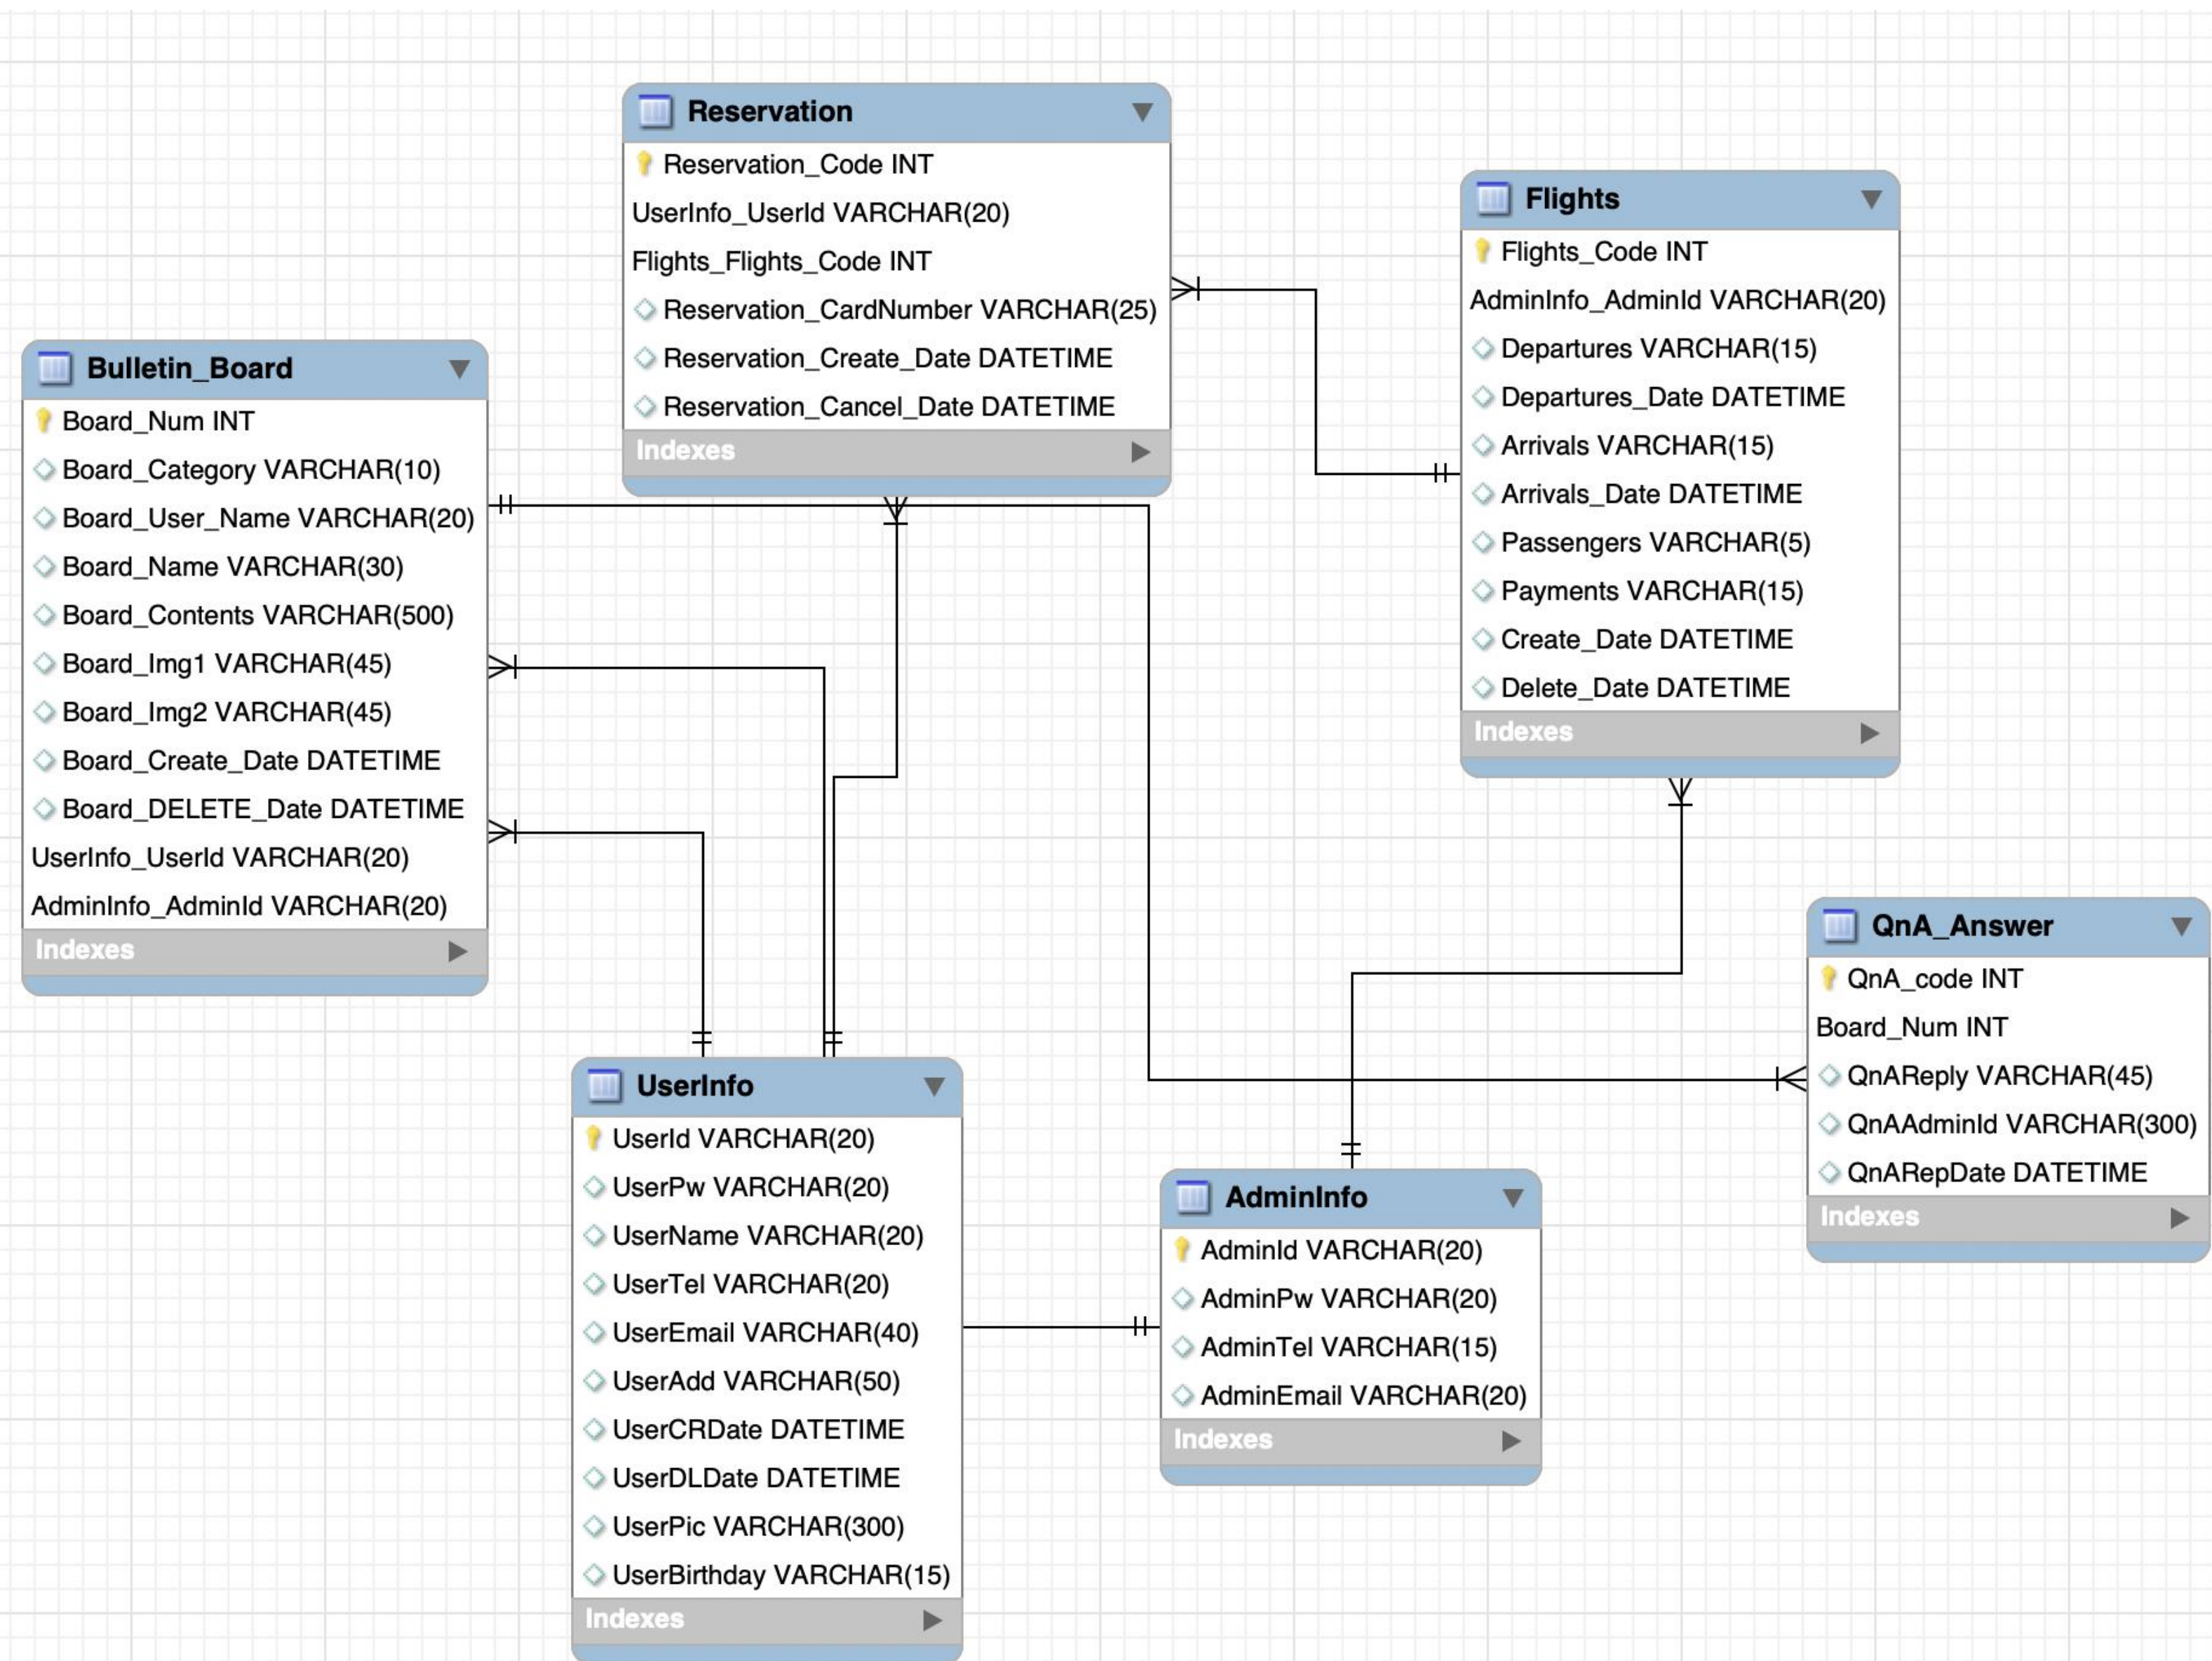 Reservation
Reservation_Code INT
UserInfo_UserId VARCHAR(20)
Flights_Flights_Code INT
Reservation_CardNumber VARCHAR(25)
Reservation_Create_Date DATETIME
Reservation_Cancel_Date DATETIME
Indexes
Flights
Flights_Code INT
AdminInfo_AdminId VARCHAR(20)
Departures VARCHAR(15)
Departures_Date DATETIME
Arrivals VARCHAR(15)
Arrivals_Date DATETIME
Passengers VARCHAR(5)
Payments VARCHAR(15)
Create_Date DATETIME
Delete_Date DATETIME
Indexes
Bulletin_Board
Board_Num INT
Board_Category VARCHAR(10)
Board_User_Name VARCHAR(20)
Board_Name VARCHAR(30)
Board_Contents VARCHAR(500)
Board_Img1 VARCHAR(45)
Board_Img2 VARCHAR(45)
Board_Create_Date DATETIME
Board_DELETE_Date DATETIME
UserInfo_UserId VARCHAR(20)
AdminInfo_AdminId VARCHAR(20)
Indexes
QnA_Answer
QnA_code INT
Board_Num INT
QnAReply VARCHAR(45)
QnAAdminId VARCHAR(300)
QnARepDate DATETIME
Indexes
UserInfo
UserId VARCHAR(20)
UserPw VARCHAR(20)
UserName VARCHAR(20)
UserTel VARCHAR(20)
UserEmail VARCHAR(40)
UserAdd VARCHAR(50)
UserCRDate DATETIME
UserDLDate DATETIME
UserPic VARCHAR(300)
UserBirthday VARCHAR(15)
Indexes
AdminInfo
AdminId VARCHAR(20)
AdminPw VARCHAR(20)
AdminTel VARCHAR(15)
AdminEmail VARCHAR(20)
Indexes